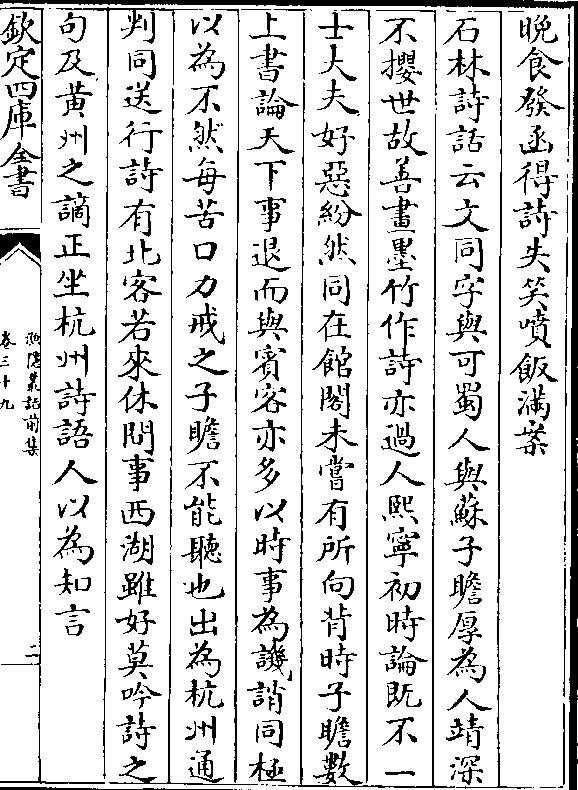 晩食發函得詩失笑噴飯滿案
石林詩話云文同字與可蜀人與蘇子瞻厚為人靖深
不攖世故善畫墨竹作詩亦過人熙寧初時論既不一
士大夫好惡紛然同在館閣未嘗有所向背時子瞻數
上書論天下事退而與賓客亦多以時事為譏誚同極
以為不然每苦口力戒之子瞻不能聽也出為杭州通
判同送行詩有北客若來休問事西湖雖好莫吟詩之
句及黃州之謫正坐杭州詩語人以為知言
欽定四庫全書
漁隱叢話前集
卷三十九
二